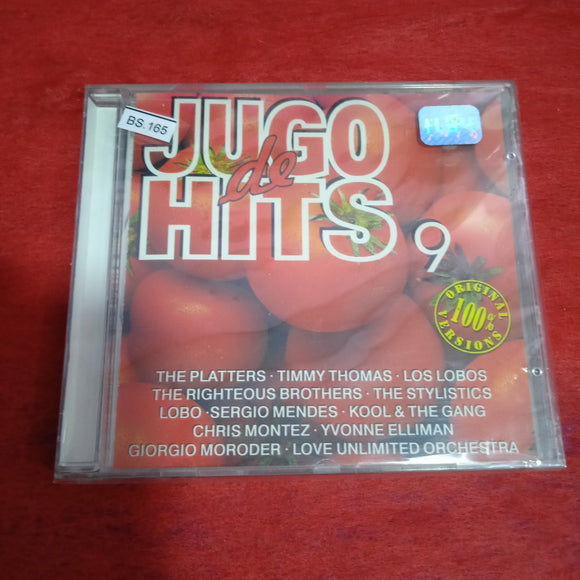 JUGO
de
HITS 9
BS.165
ORIGINAL
100%
VERSIONS
THE PLATTERS · TIMMY THOMAS · LOS LOBOS
THE RIGHTEOUS BROTHERS · THE STYLISTICS
LOBO · SERGIO MENDES · KOOL & THE GANG
CHRIS MONTEZ · YVONNE ELLIMAN
GIORGIO MORODER · LOVE UNLIMITED ORCHESTRA